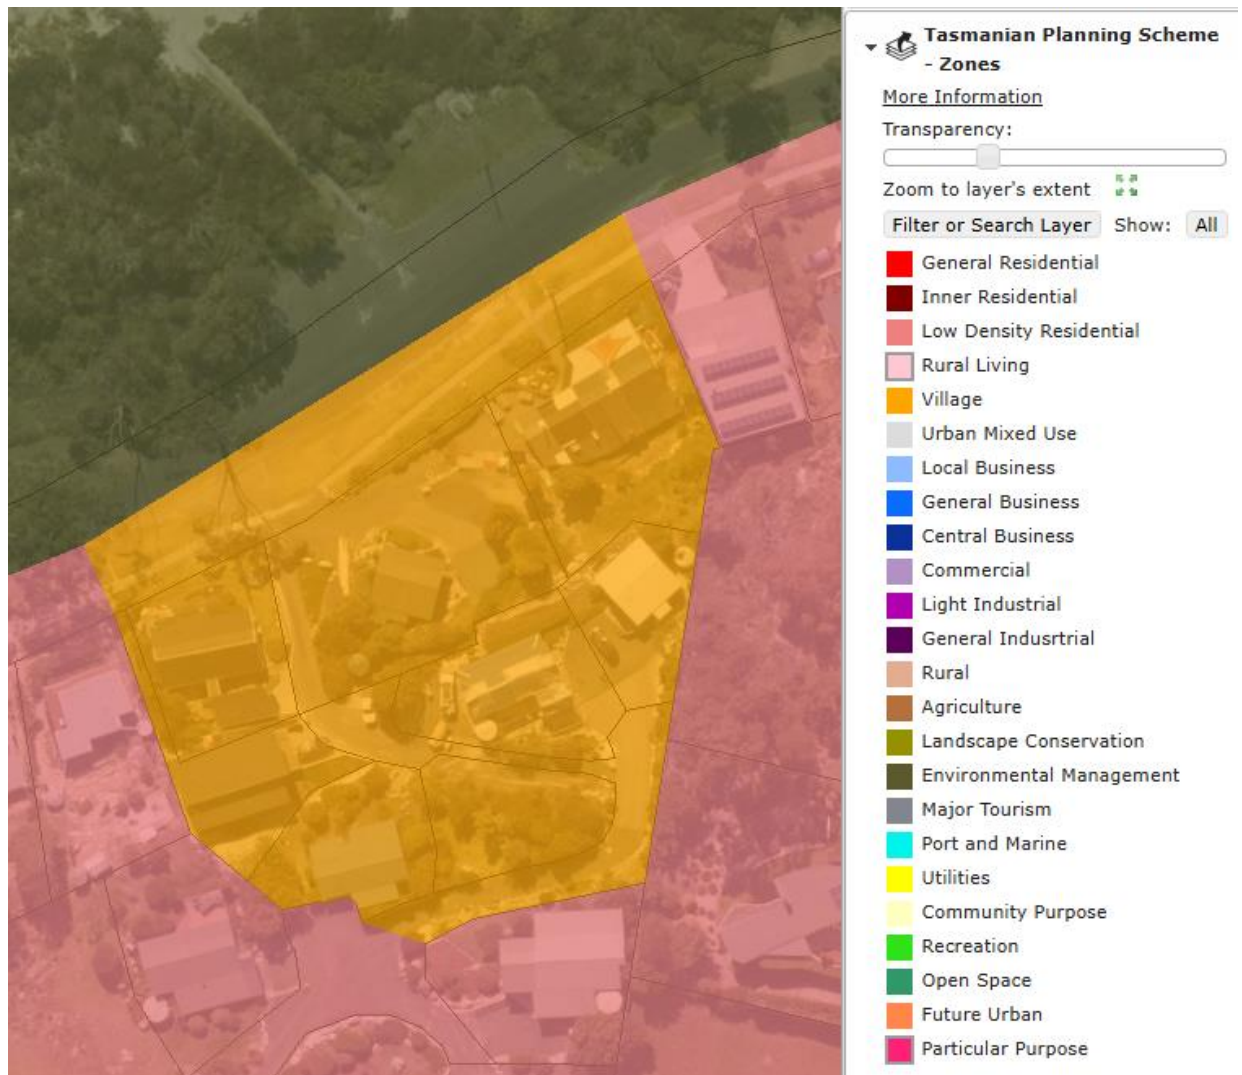 Tasmanian Planning Scheme
- Zones
More Information
Transparency:
Zoom to layer's extent
Filter or Search Layer Show: All
General Residential
Inner Residential
Low Density Residential
Rural Living
Village
Urban Mixed Use
Local Business
General Business
Central Business
Commercial
Light Industrial
General Indusrtrial
Rural
Agriculture
Landscape Conservation
Environmental Management
Major Tourism
Port and Marine
Utilities
Community Purpose
Recreation
Open Space
Future Urban
Particular Purpose